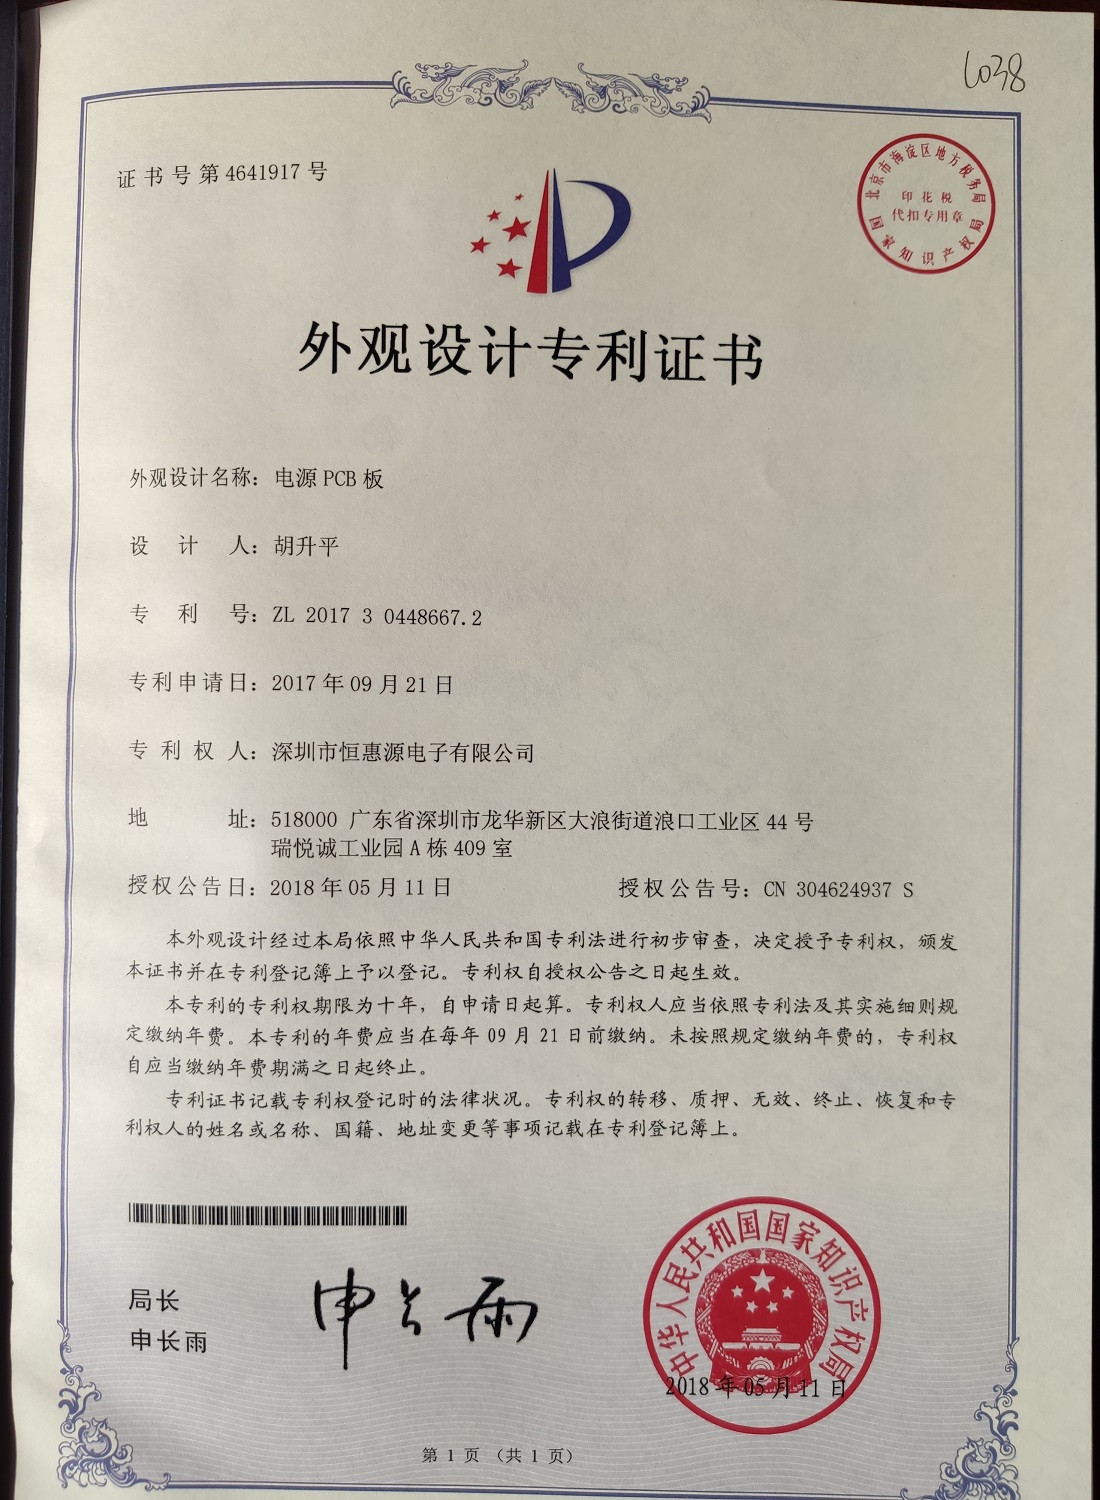 6038
证书号第4641917号
北京市海淀区地方税务局
印花税
代扣专用章
国家知识产权局
外观设计专利证书
外观设计名称：电源PCB板
设计人：胡升平
专利号：ZL 2017 3 0448667.2
专利申请日：2017年09月21日
专利权人：深圳市恒惠源电子有限公司
地址：518000 广东省深圳市龙华新区大浪街道浪口工业区44号
瑞悦诚工业园A栋409室
授权公告日：2018年05月11日 授权公告号：CN 304624937 S
本外观设计经过本局依照中华人民共和国专利法进行初步审查，决定授予专利权，颁发
本证书并在专利登记簿上予以登记。专利权自授权公告之日起生效。
本专利的专利权期限为十年，自申请日起算。专利权人应当依照专利法及其实施细则规
定缴纳年费。本专利的年费应当在每年09月21日前缴纳。未按照规定缴纳年费的，专利权
自应当缴纳年费期满之日起终止。
专利证书记载专利权登记时的法律状况。专利权的转移、质押、无效、终止、恢复和专
利权人的姓名或名称、国籍、地址变更等事项记载在专利登记簿上。
局长
申长雨
申长雨
中华人民共和国国家知识产权局
2018年05月11日
第1页（共1页）